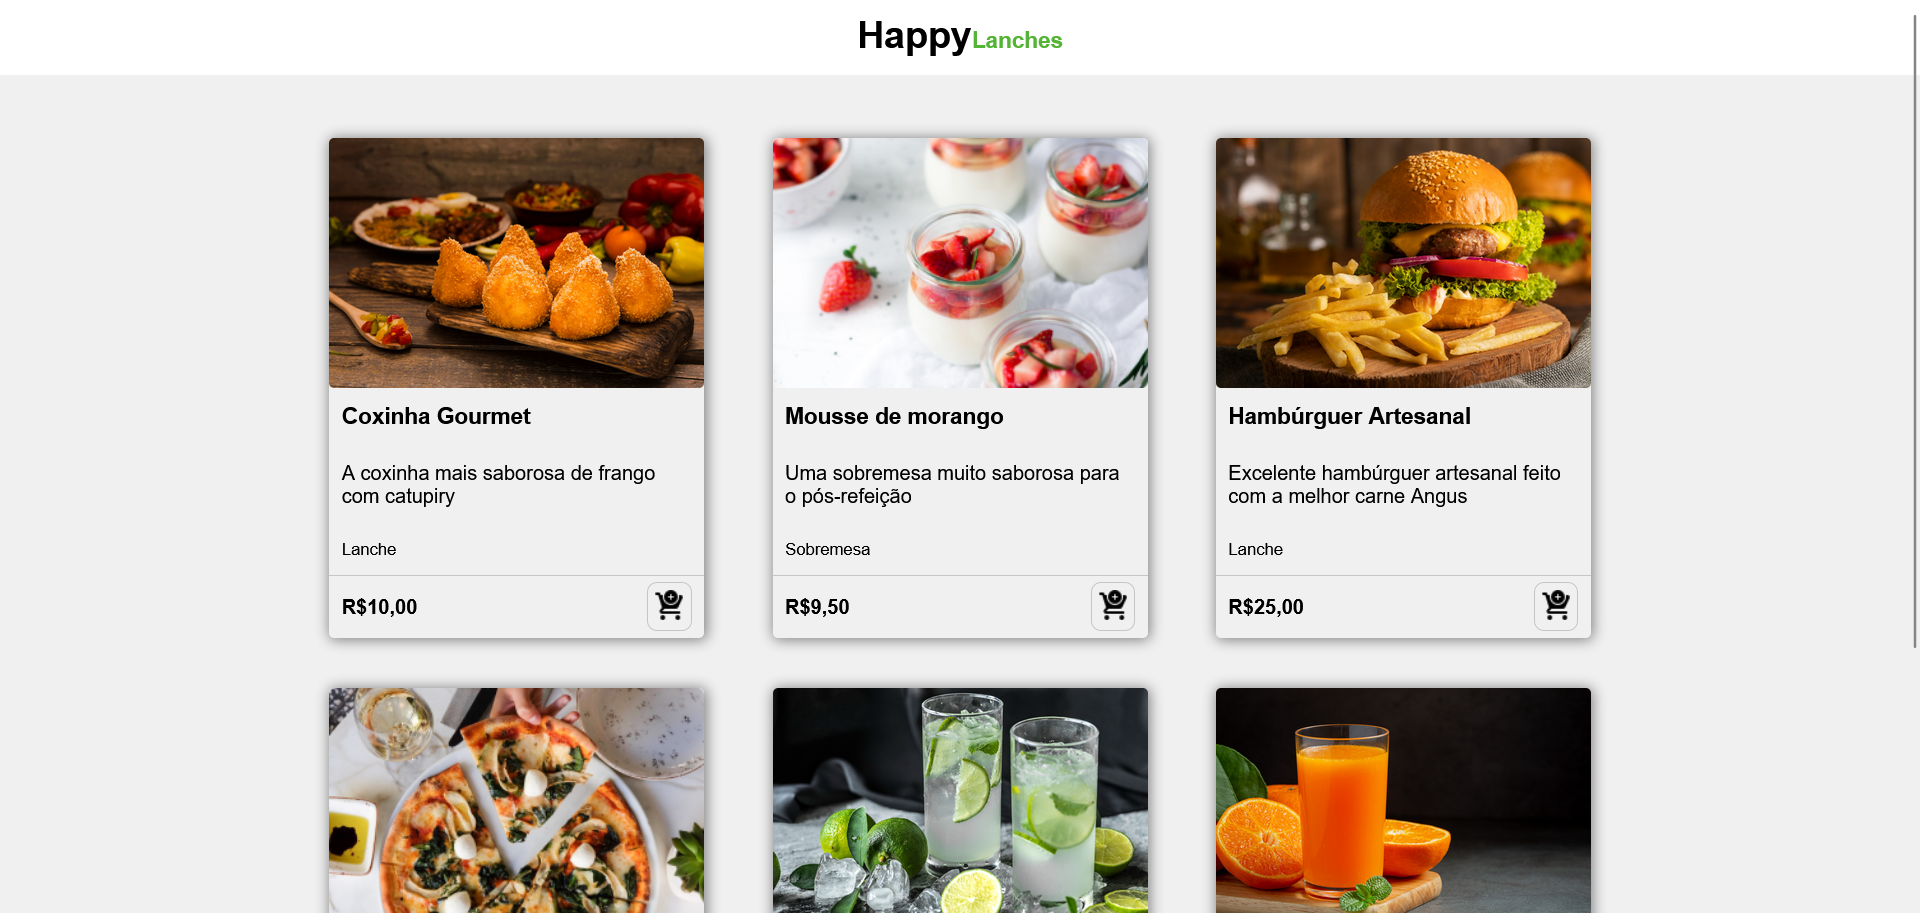 HappyLanches
Coxinha Gourmet
A coxinha mais saborosa de frango
com catupiry
Lanche
R$10,00
Mousse de morango
Uma sobremesa muito saborosa para
o pós-refeição
Sobremesa
R$9,50
Hambúrguer Artesanal
Excelente hambúrguer artesanal feito
com a melhor carne Angus
Lanche
R$25,00